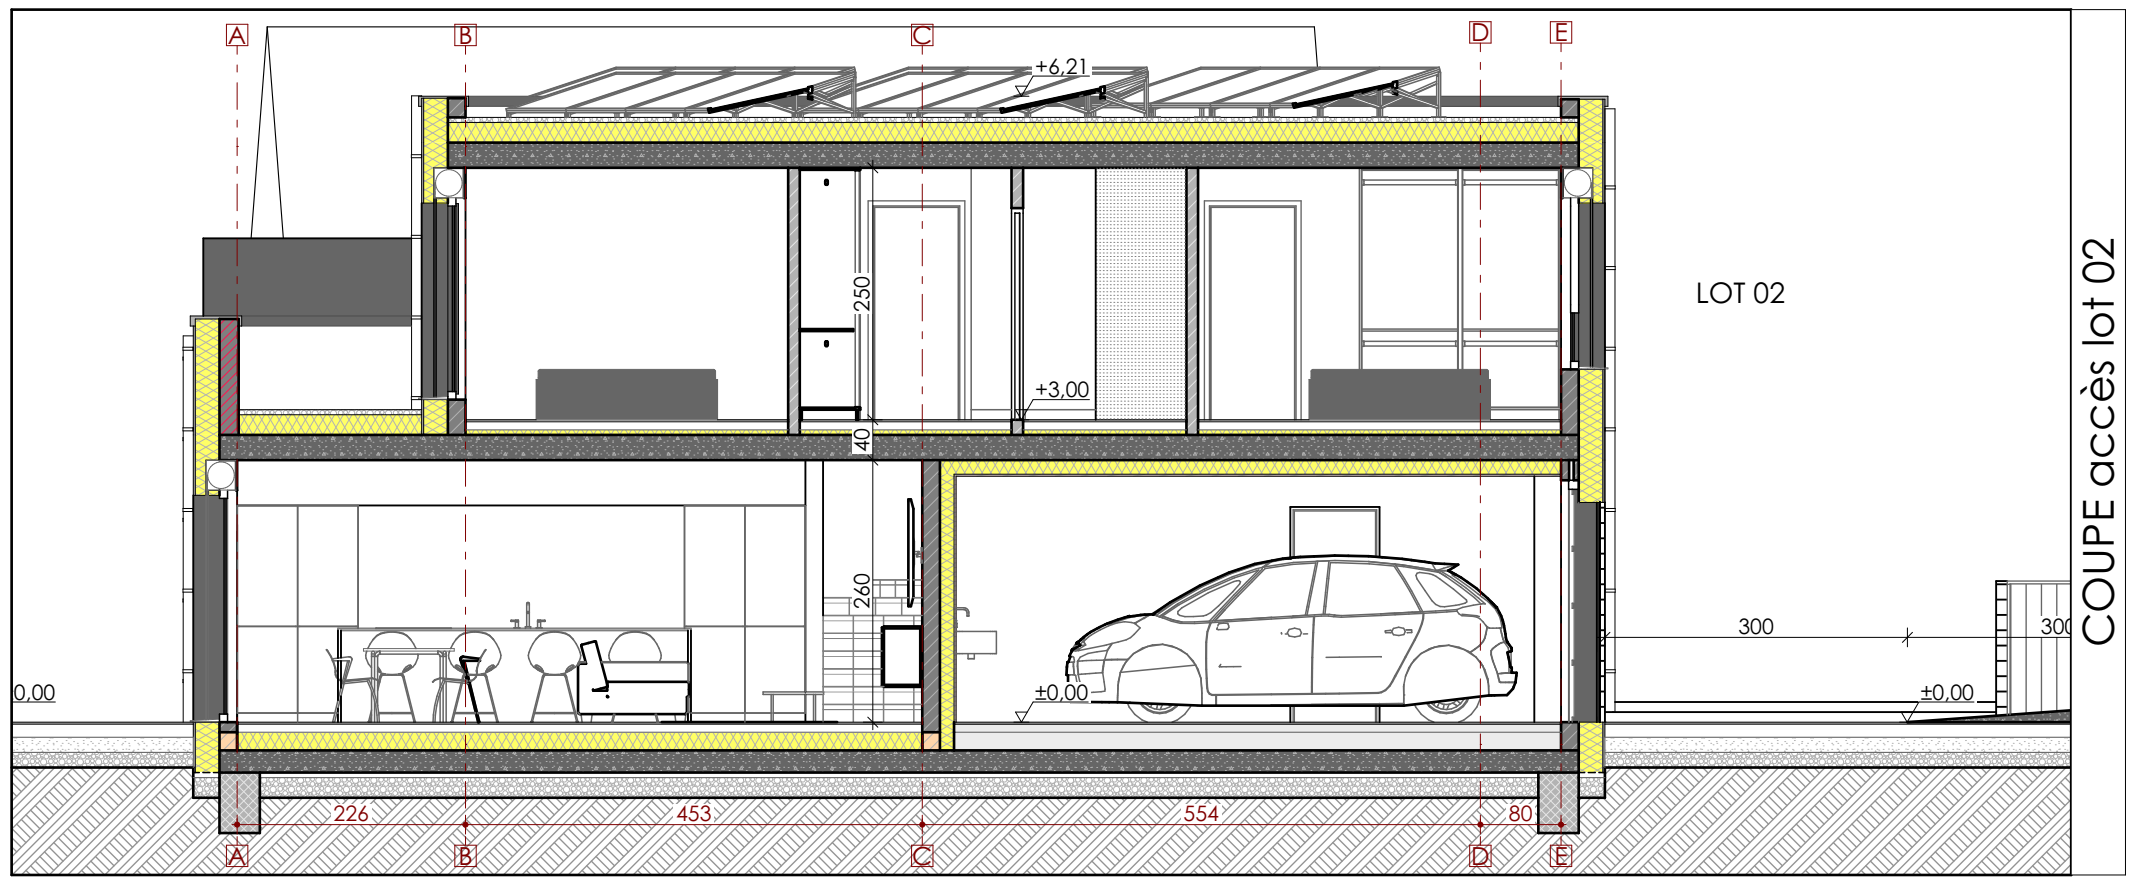 A
B
C
D
E
+6,21
250
LOT 02
+3,00
40
260
300
300
0,00
±0,00
±0,00
226
453
554
80
A
B
C
D
E
COUPE accès lot 02